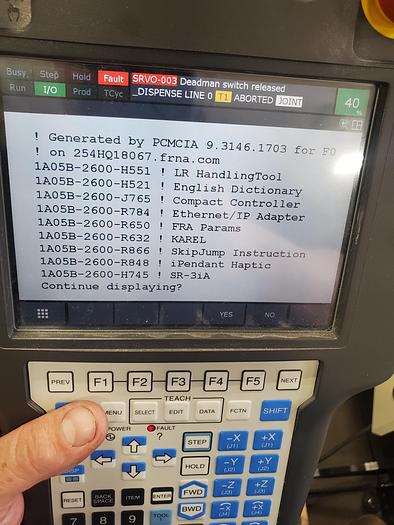 Busy Step Hold Fault SRVO-003 Deadman switch released
Run I/O Prod TCyc _DISPENSE LINE 0 T1 ABORTED JOINT
40
%
! Generated by PCMCIA 9.3146.1703 for F0
! on 254HQ18067.frna.com
1A05B-2600-H551 ! LR HandlingTool
1A05B-2600-H521 ! English Dictionary
1A05B-2600-J765 ! Compact Controller
1A05B-2600-R784 ! Ethernet/IP Adapter
1A05B-2600-R650 ! FRA Params
1A05B-2600-R632 ! KAREL
1A05B-2600-R866 ! SkipJump Instruction
1A05B-2600-R848 ! iPendant Haptic
1A05B-2600-H745 ! SR-3iA
Continue displaying?
YES NO
PREV F1 F2 F3 F4 F5 NEXT
TEACH
MENU SELECT EDIT DATA FCTN SHIFT
POWER FAULT
?
STEP -X (J1) +X (J1)
DISP
HOLD -Y (J2) +Y (J2)
RESET BACK SPACE ITEM ENTER FWD -Z (J3) +Z (J3)
7 8 9 TOOL 1 BWD -X (J4) +X (J4)